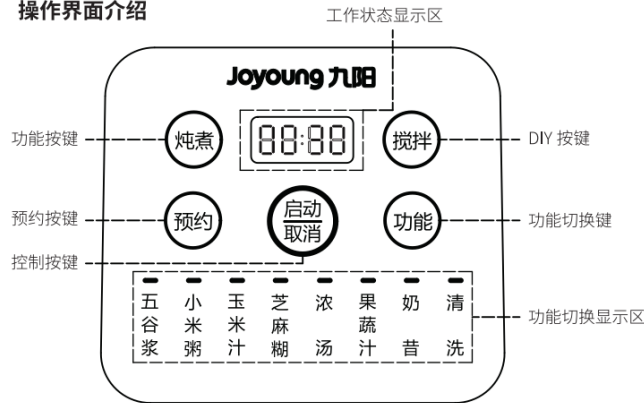 操作界面介绍
工作状态显示区
Joyoung 九阳
功能按键
炖煮
88:88
搅拌
DIY 按键
预约按键
预约
启动
取消
功能
功能切换键
控制按键
五谷浆
小米粥
玉米汁
芝麻糊
浓汤
果蔬汁
奶昔
清洗
功能切换显示区